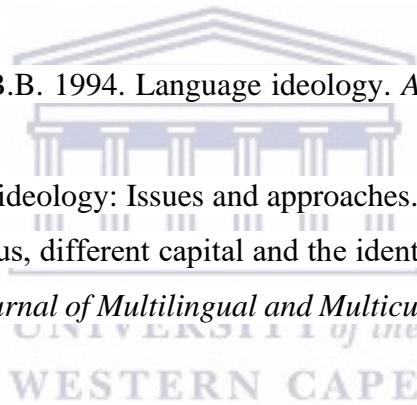 B.B. 1994. Language ideology. A
ideology: Issues and approaches.
us, different capital and the ident
rnal of Multilingual and Multicu
UNIVERSITY of the
WESTERN CAPE